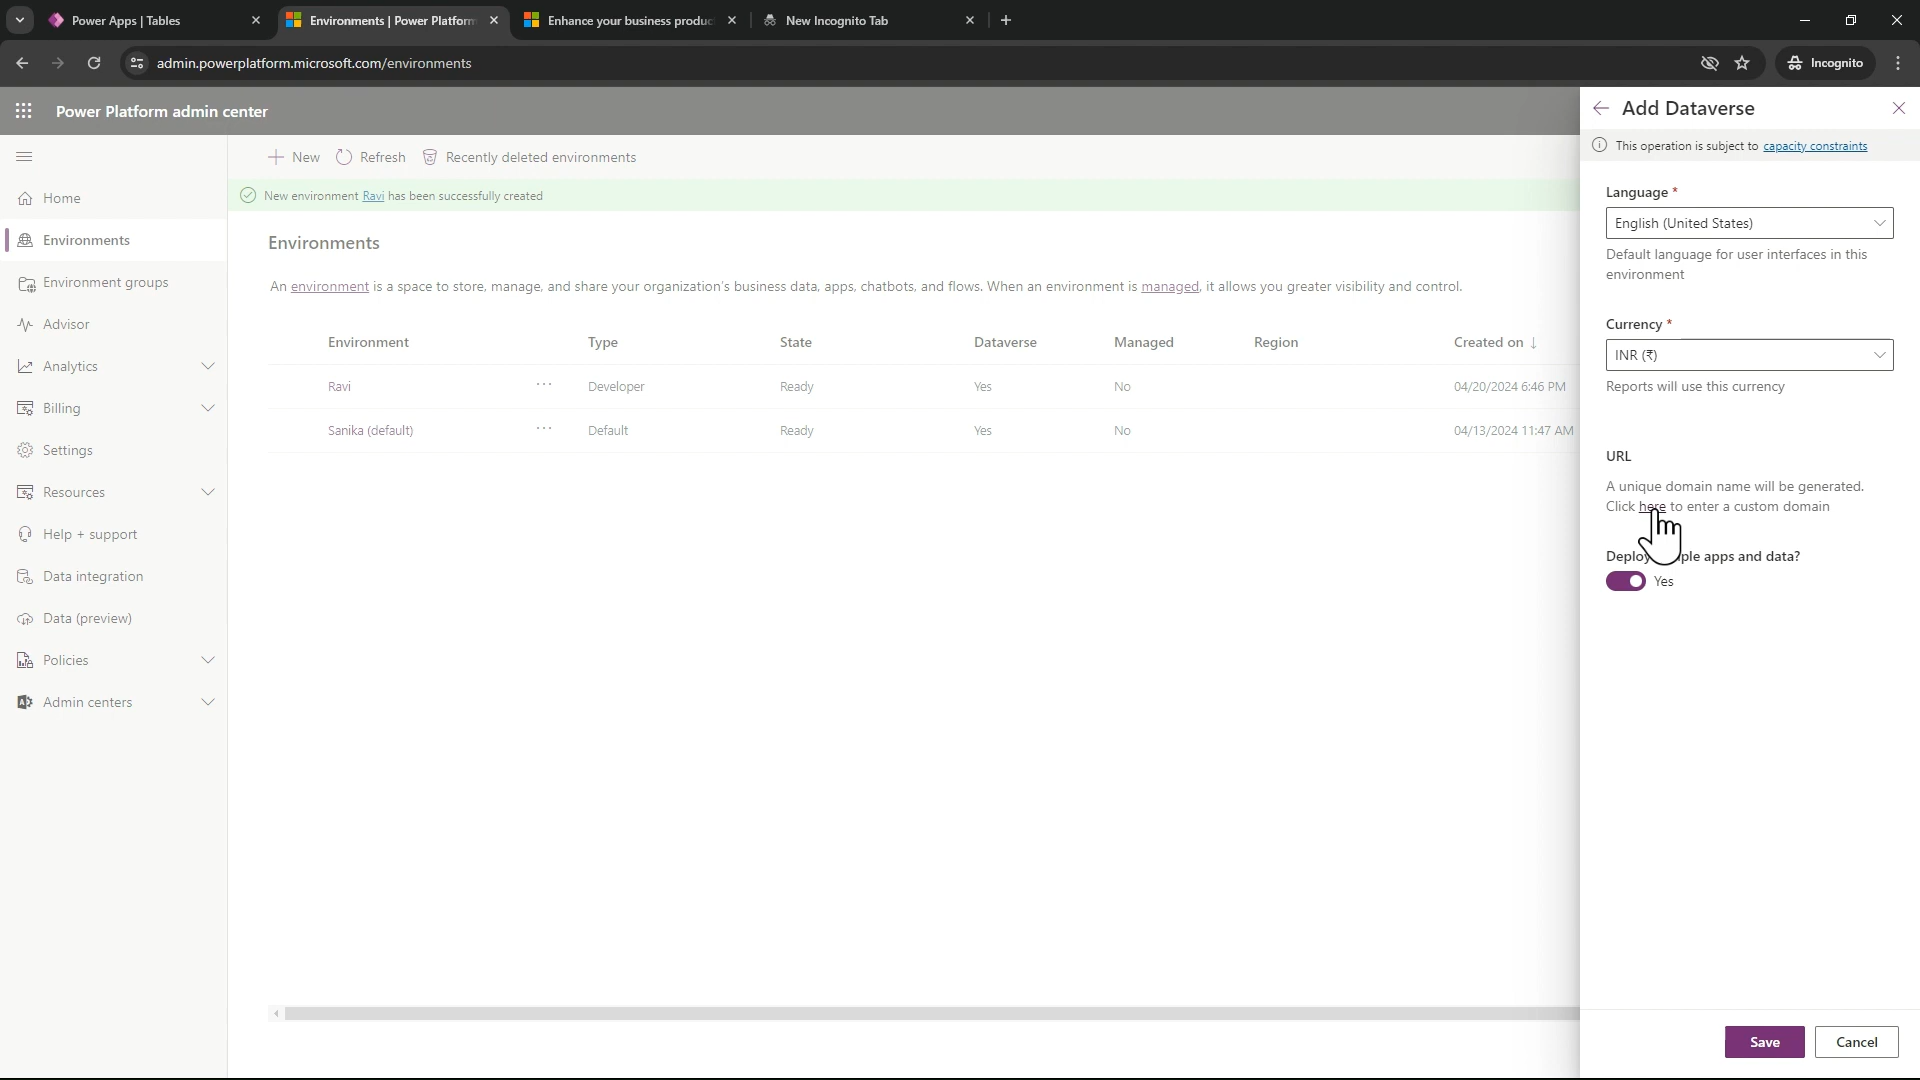 Power Apps | Tables
Environments | Power Platform
Enhance your business produc
New Incognito Tab
admin.powerplatform.microsoft.com/environments
Incognito
Power Platform admin center
Add Dataverse
This operation is subject to capacity constraints
New
Refresh
Recently deleted environments
New environment Ravi has been successfully created
Home
Environments
Environment groups
Advisor
Analytics
Billing
Settings
Resources
Help + support
Data integration
Data (preview)
Policies
Admin centers
Environments
An environment is a space to store, manage, and share your organization's business data, apps, chatbots, and flows. When an environment is managed, it allows you greater visibility and control.
Environment Type State Dataverse Managed Region Created on ↓
Ravi ... Developer Ready Yes No 04/20/2024 6:46 PM
Sanika (default) ... Default Ready Yes No 04/13/2024 11:47 AM
Language *
English (United States)
Default language for user interfaces in this
environment
Currency *
INR (₹)
Reports will use this currency
URL
A unique domain name will be generated.
Click here to enter a custom domain
Deploy ple apps and data?
Yes
Save
Cancel